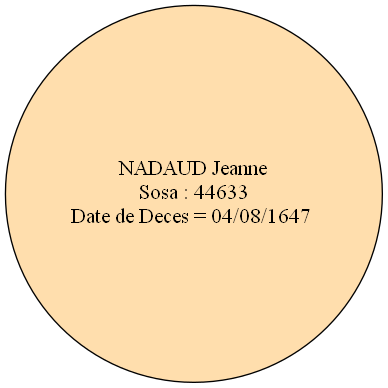 NADAUD Jeanne
Sosa : 44633
Date de Deces = 04/08/1647